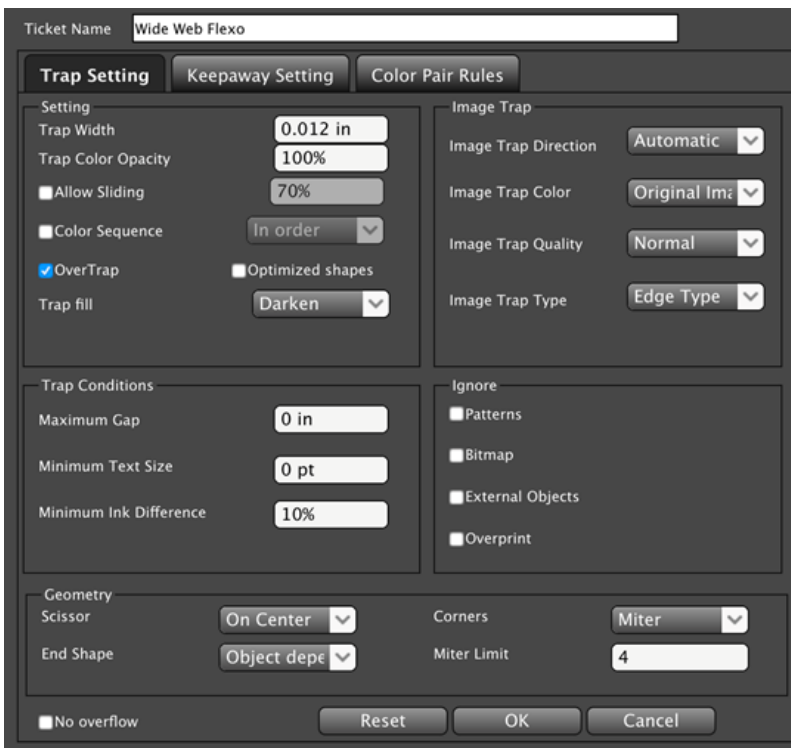 Ticket Name Wide Web Flexo
Trap Setting Keepaway Setting Color Pair Rules
Setting
Trap Width 0.012 in
Trap Color Opacity 100%
Allow Sliding 70%
Color Sequence In order
OverTrap Optimized shapes
Trap fill Darken
Image Trap
Image Trap Direction Automatic
Image Trap Color Original Ima
Image Trap Quality Normal
Image Trap Type Edge Type
Trap Conditions
Maximum Gap 0 in
Minimum Text Size 0 pt
Minimum Ink Difference 10%
Ignore
Patterns
Bitmap
External Objects
Overprint
Geometry
Scissor On Center Corners Miter
End Shape Object depe Miter Limit 4
No overflow Reset OK Cancel